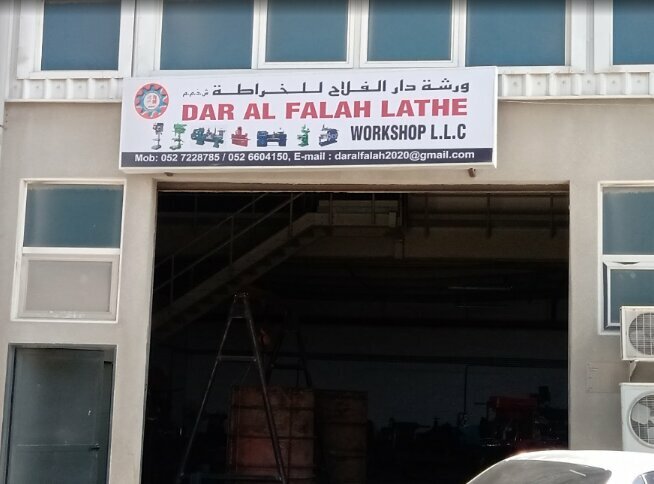 ورشة دار الفلاح للخراطة ش.ذ.م.م
DAR AL FALAH LATHE
WORKSHOP L.L.C
Mob: 052 7228785 / 052 6604150, E-mail : daralfalah2020@gmail.com